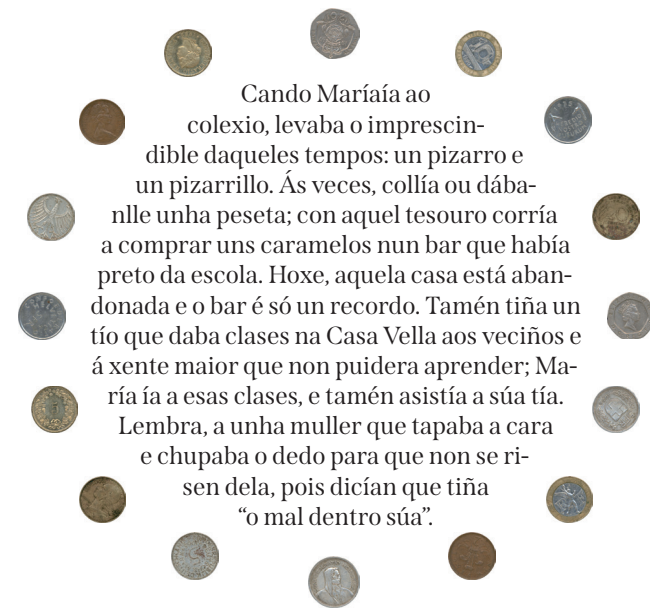 Cando Maríaía ao
colexio, levaba o imprescin-
dible daqueles tempos: un pizarro e
un pizarrillo. Ás veces, collía ou dába-
nlle unha peseta; con aquel tesouro corría
a comprar uns caramelos nun bar que había
preto da escola. Hoxe, aquela casa está aban-
donada e o bar é só un recordo. Tamén tiña un
tío que daba clases na Casa Vella aos veciños e
á xente maior que non puidera aprender; Ma-
ría ía a esas clases, e tamén asistía a súa tía.
Lembra, a unha muller que tapaba a cara
e chupaba o dedo para que non se ri-
sen dela, pois dicían que tiña
“o mal dentro súa”.